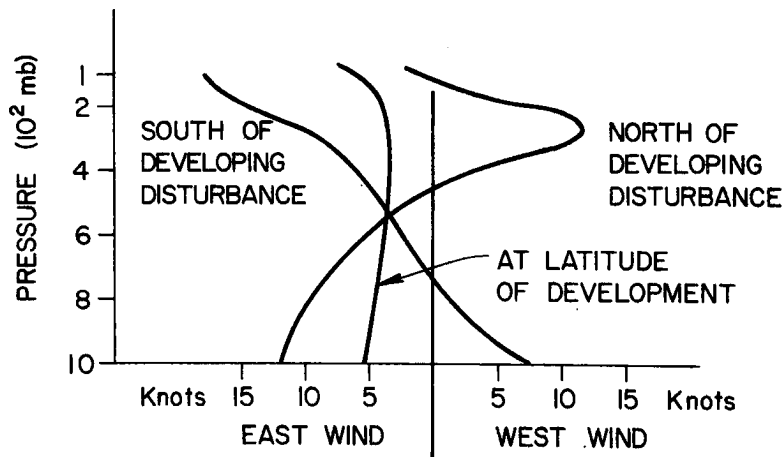 PRESSURE (10² mb)
1
2
4
6
8
10
SOUTH OF
DEVELOPING
DISTURBANCE
NORTH OF
DEVELOPING
DISTURBANCE
AT LATITUDE
OF DEVELOPMENT
Knots 15 10 5 5 10 15 Knots
EAST WIND WEST WIND